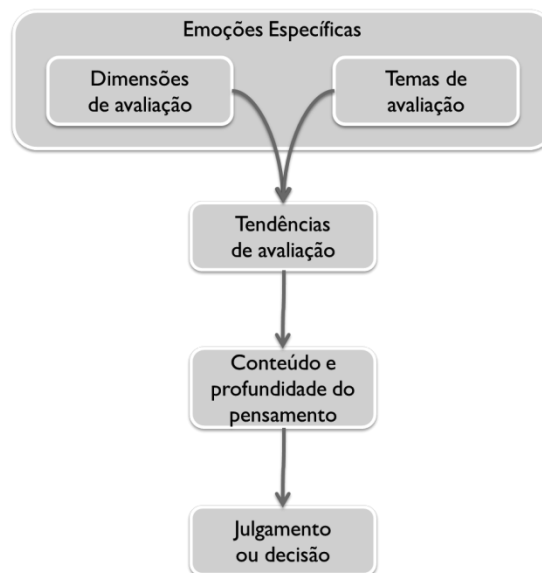 Emoções Específicas
Dimensões
de avaliação
Temas de
avaliação
Tendências
de avaliação
Conteúdo e
profundidade do
pensamento
Julgamento
ou decisão